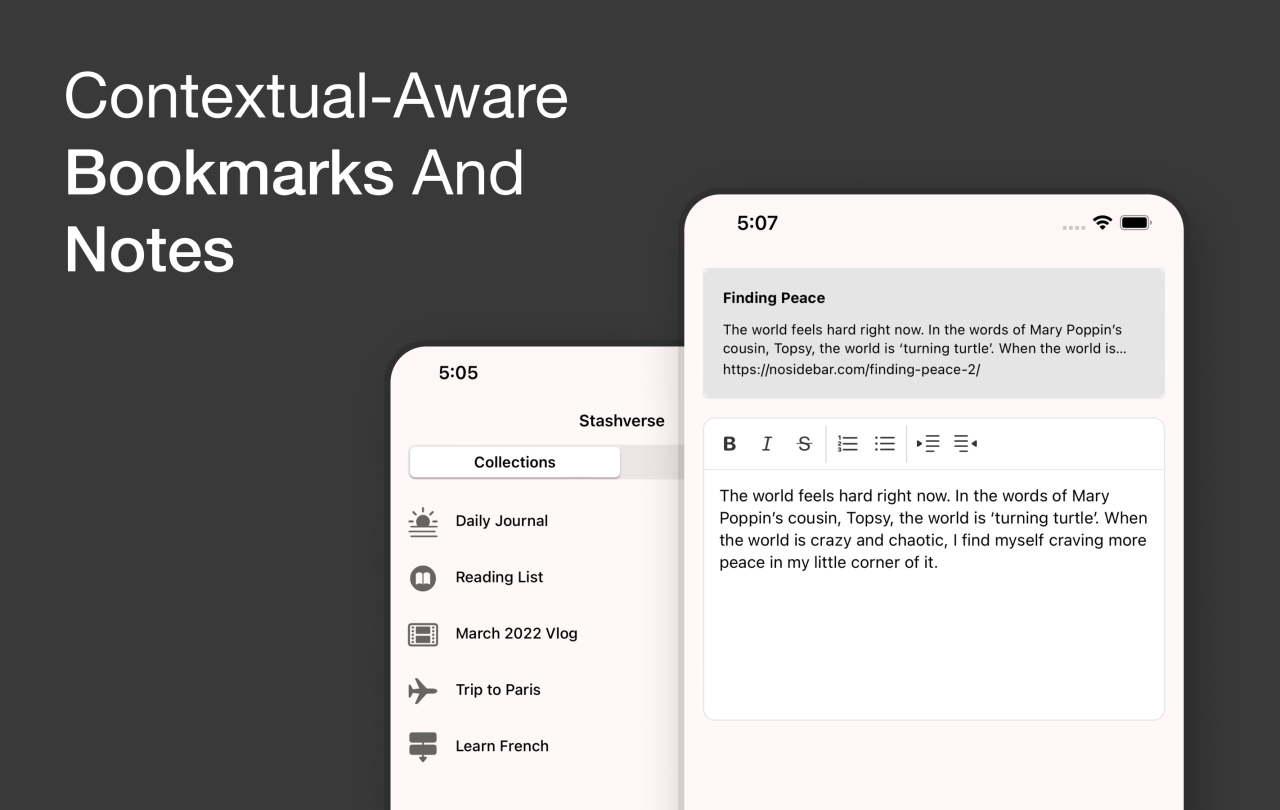 Contextual-Aware
Bookmarks And
Notes
5:05
Stashverse
Collections
Daily Journal
Reading List
March 2022 Vlog
Trip to Paris
Learn French
5:07
Finding Peace
The world feels hard right now. In the words of Mary Poppin’s
cousin, Topsy, the world is ‘turning turtle’. When the world is...
https://nosidebar.com/finding-peace-2/
B I S
The world feels hard right now. In the words of Mary
Poppin’s cousin, Topsy, the world is ‘turning turtle’. When
the world is crazy and chaotic, I find myself craving more
peace in my little corner of it.